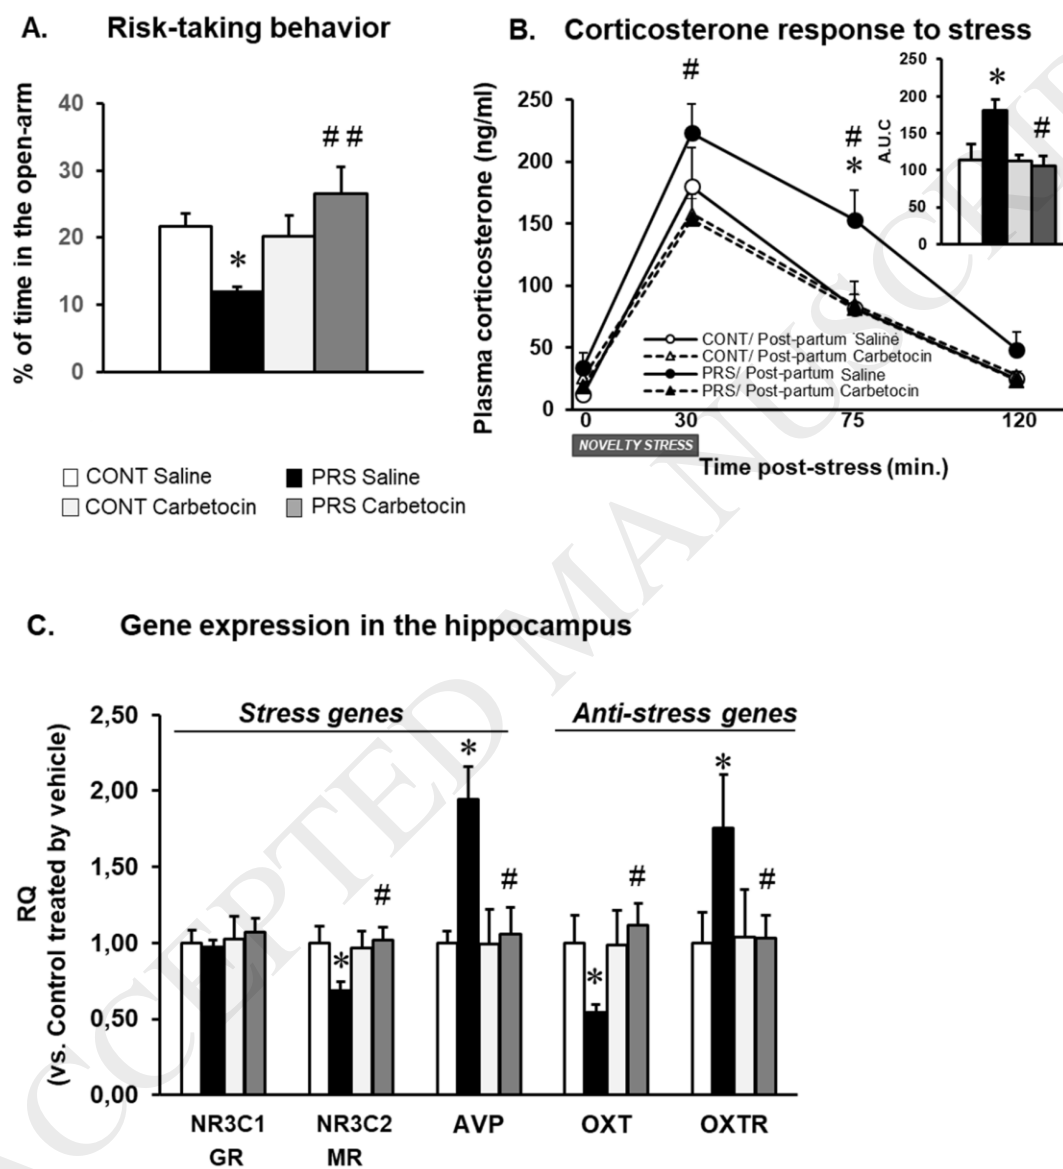 A. Risk-taking behavior
% of time in the open-arm
40
30
20
10
0
*
# #
CONT Saline
PRS Saline
CONT Carbetocin
PRS Carbetocin
B. Corticosterone response to stress
Plasma corticosterone (ng/ml)
250
200
150
100
50
0
#
#
*
CONT/ Post-partum Saline
CONT/ Post-partum Carbetocin
PRS/ Post-partum Saline
PRS/ Post-partum Carbetocin
0 30 75 120
NOVELTY STRESS
Time post-stress (min.)
A.U.C
250
200
150
100
50
0
*
#
C. Gene expression in the hippocampus
RQ
(vs. Control treated by vehicle)
2,50
2,00
1,50
1,00
0,50
0,00
Stress genes
Anti-stress genes
*
#
*
#
*
#
*
#
NR3C1 NR3C2 AVP OXT OXTR
GR MR
ACCEPTED MANUSCRIPT